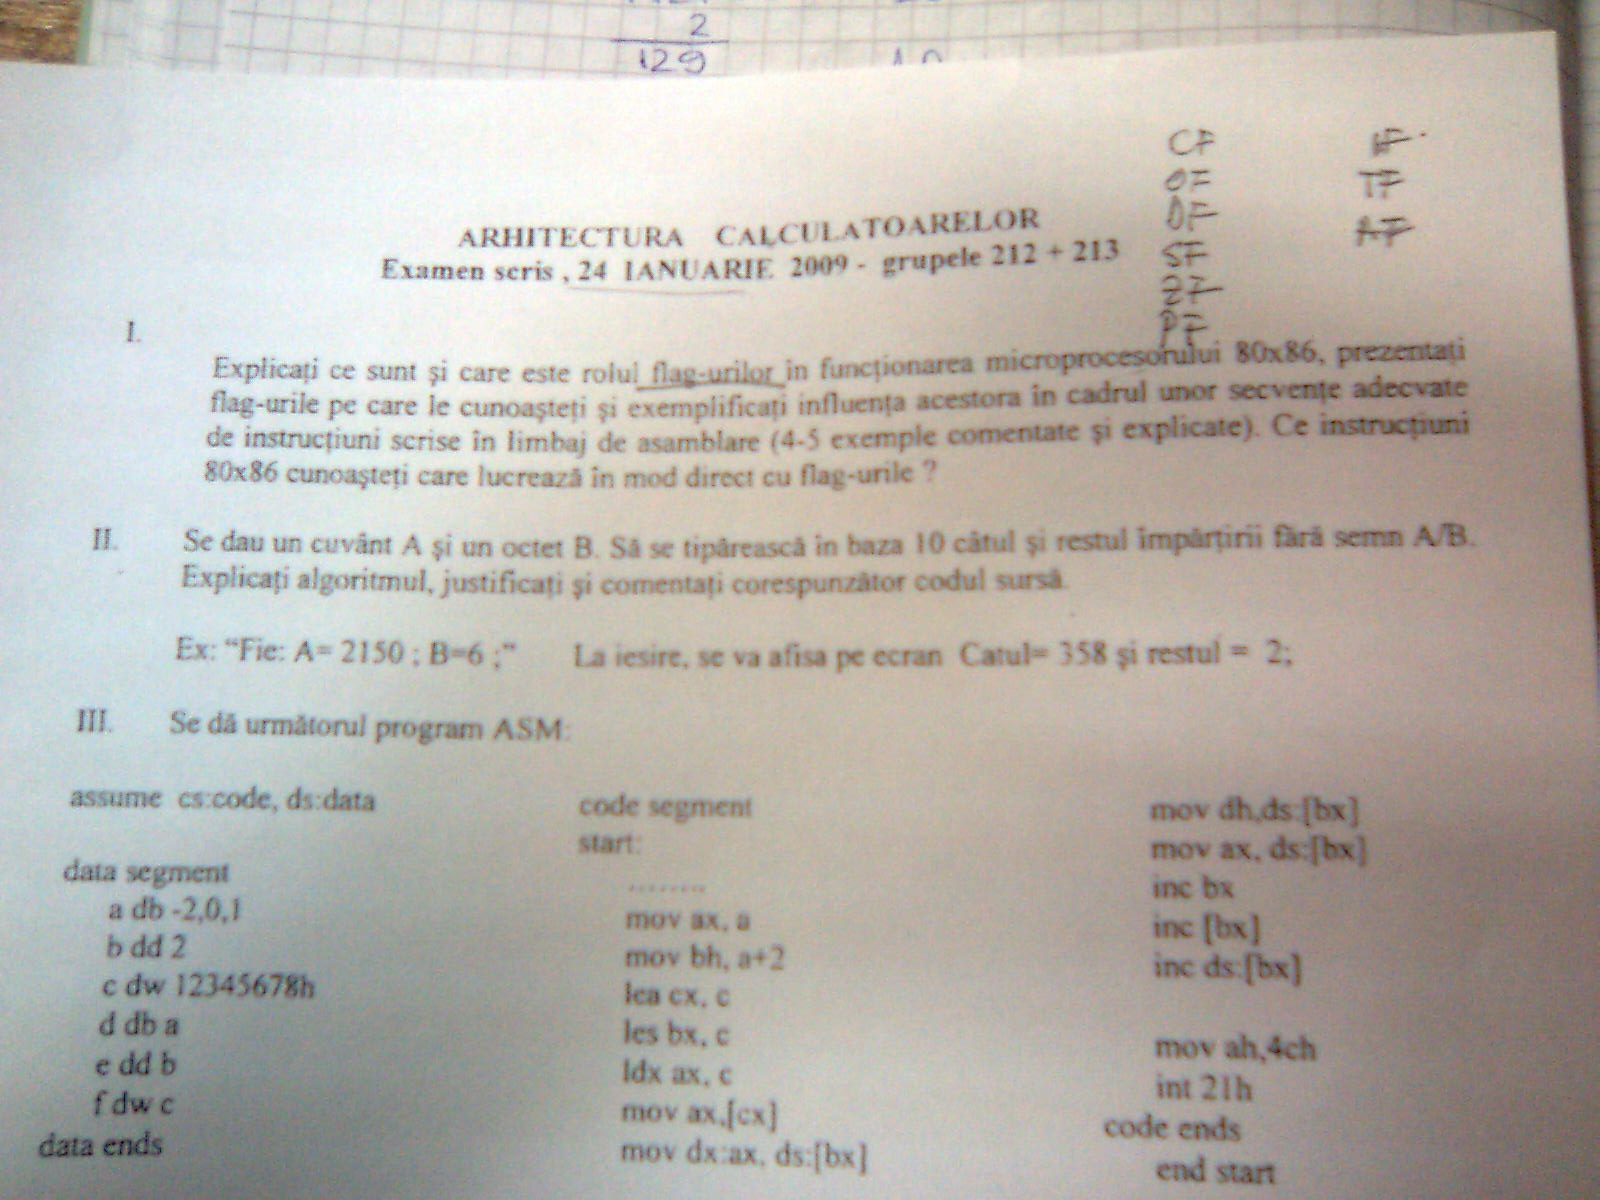 2
129
CF
OF
DF
SF
ZF
PF
IF
TF
AF
ARHITECTURA CALCULATOARELOR
Examen scris , 24 IANUARIE 2009 - grupele 212 + 213
I.
Explicaţi ce sunt şi care este rolul flag-urilor în funcţionarea microprocesorului 80x86, prezentaţi
flag-urile pe care le cunoaşteţi şi exemplificaţi influenţa acestora în cadrul unor secvenţe adecvate
de instrucţiuni scrise în limbaj de asamblare (4-5 exemple comentate şi explicate). Ce instrucţiuni
80x86 cunoaşteţi care lucrează în mod direct cu flag-urile ?
II. Se dau un cuvânt A şi un octet B. Să se tipărească în baza 10 câtul şi restul împărţirii fără semn A/B.
Explicaţi algoritmul, justificaţi şi comentaţi corespunzător codul sursă.
Ex: “Fie: A= 2150 ; B=6 ;” La iesire, se va afisa pe ecran Catul= 358 şi restul = 2;
III. Se dă următorul program ASM:
assume cs:code, ds:data
data segment
a db -2,0,1
b dd 2
c dw 12345678h
d db a
e dd b
f dw c
data ends
code segment
start:
........
mov ax, a
mov bh, a+2
lea cx, c
les bx, c
ldx ax, c
mov ax,[cx]
mov dx:ax, ds:[bx]
mov dh,ds:[bx]
mov ax, ds:[bx]
inc bx
inc [bx]
inc ds:[bx]
mov ah,4ch
int 21h
code ends
end start